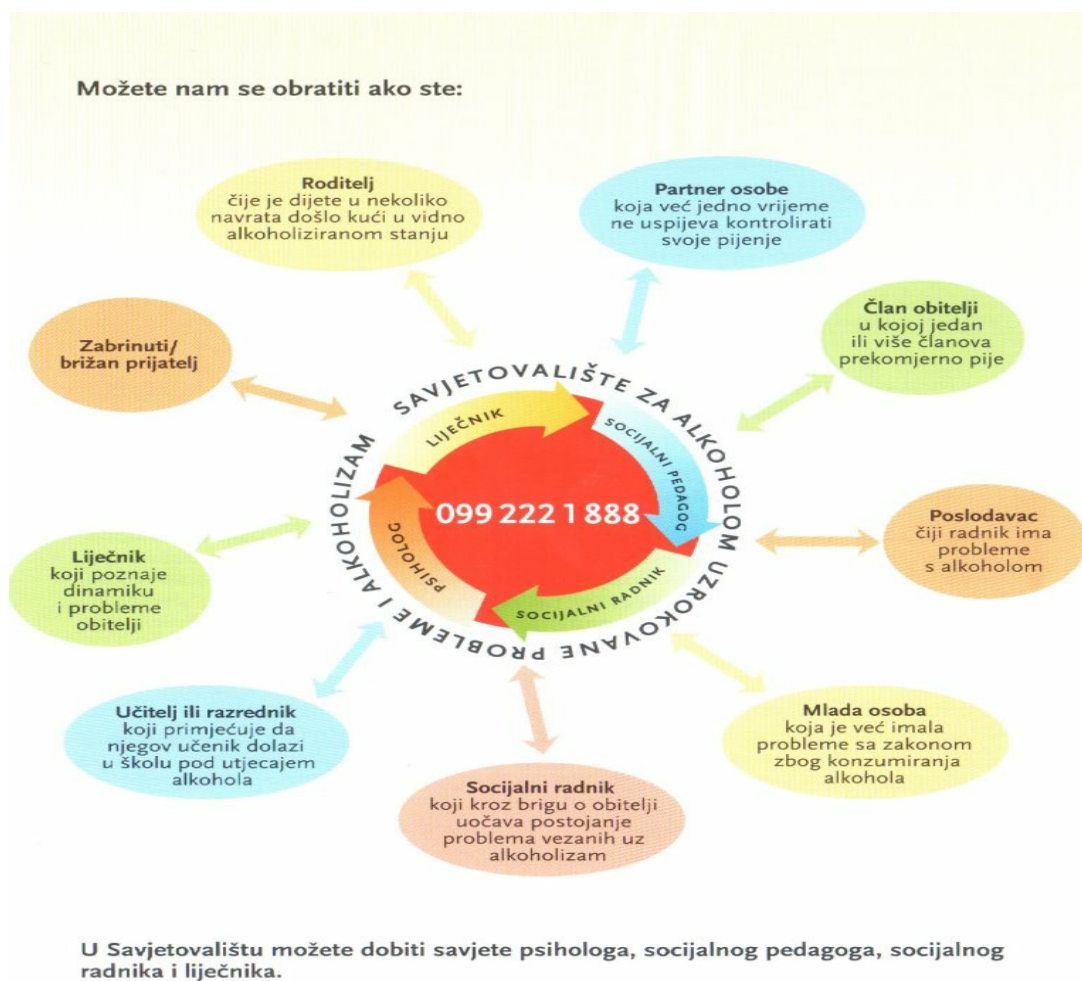 Možete nam se obratiti ako ste:
Roditelj
čije je dijete u nekoliko
navrata došlo kući u vidno
alkoholiziranom stanju
Partner osobe
koja već jedno vrijeme
ne uspijeva kontrolirati
svoje pijenje
Zabrinuti/
brižan prijatelj
Član obitelji
u kojoj jedan
ili više članova
prekomjerno pije
SAVJETOVALIŠTE ZA ALKOHOLOM UZROKOVANE PROBLEME I ALKOHOLIZAM
LIJEČNIK
SOCIJALNI PEDAGOG
SOCIJALNI RADNIK
PSIHOLOG
099 222 1 888
Liječnik
koji poznaje
dinamiku
i probleme
obitelji
Poslodavac
čiji radnik ima
probleme
s alkoholom
Učitelj ili razrednik
koji primjećuje da
njegov učenik dolazi
u školu pod utjecajem
alkohola
Mlada osoba
koja je već imala
probleme sa zakonom
zbog konzumiranja
alkohola
Socijalni radnik
koji kroz brigu o obitelji
uočava postojanje
problema vezanih uz
alkoholizam
U Savjetovalištu možete dobiti savjete psihologa, socijalnog pedagoga, socijalnog
radnika i liječnika.